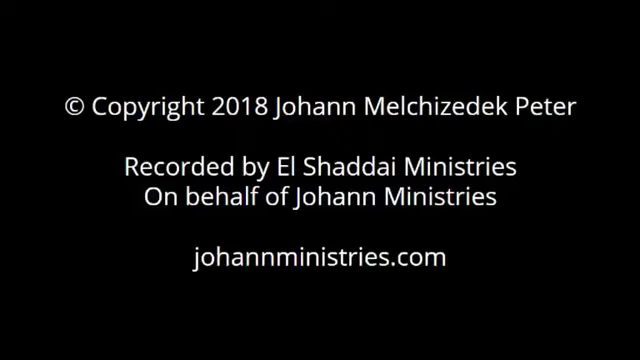 © Copyright 2018 Johann Melchizedek Peter
Recorded by El Shaddai Ministries
On behalf of Johann Ministries
johannministries.com